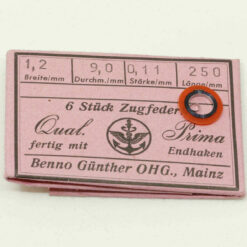 1,2 9,0 0,11 250
Breite/mm Durchm./mm Stärke/mm Länge/mm
6 Stück Zugfeder
Qual. Prima
fertig mit Endhaken
Benno Günther OHG., Mainz